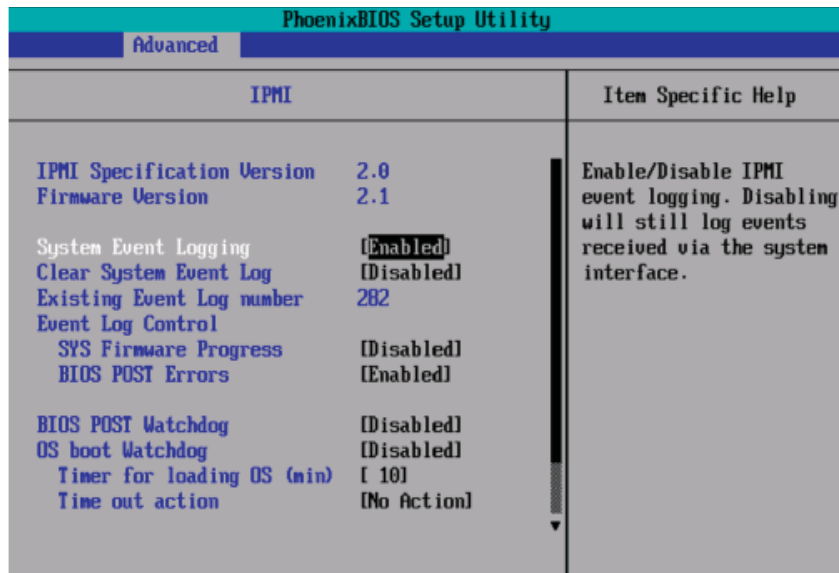 PhoenixBIOS Setup Utility
Advanced
IPMI
IPMI Specification Version 2.0
Firmware Version 2.1
System Event Logging [Enabled]
Clear System Event Log [Disabled]
Existing Event Log number 282
Event Log Control
SYS Firmware Progress [Disabled]
BIOS POST Errors [Enabled]
BIOS POST Watchdog [Disabled]
OS boot Watchdog [Disabled]
Timer for loading OS (min) [ 10]
Time out action [No Action]
Item Specific Help
Enable/Disable IPMI
event logging. Disabling
will still log events
received via the system
interface.